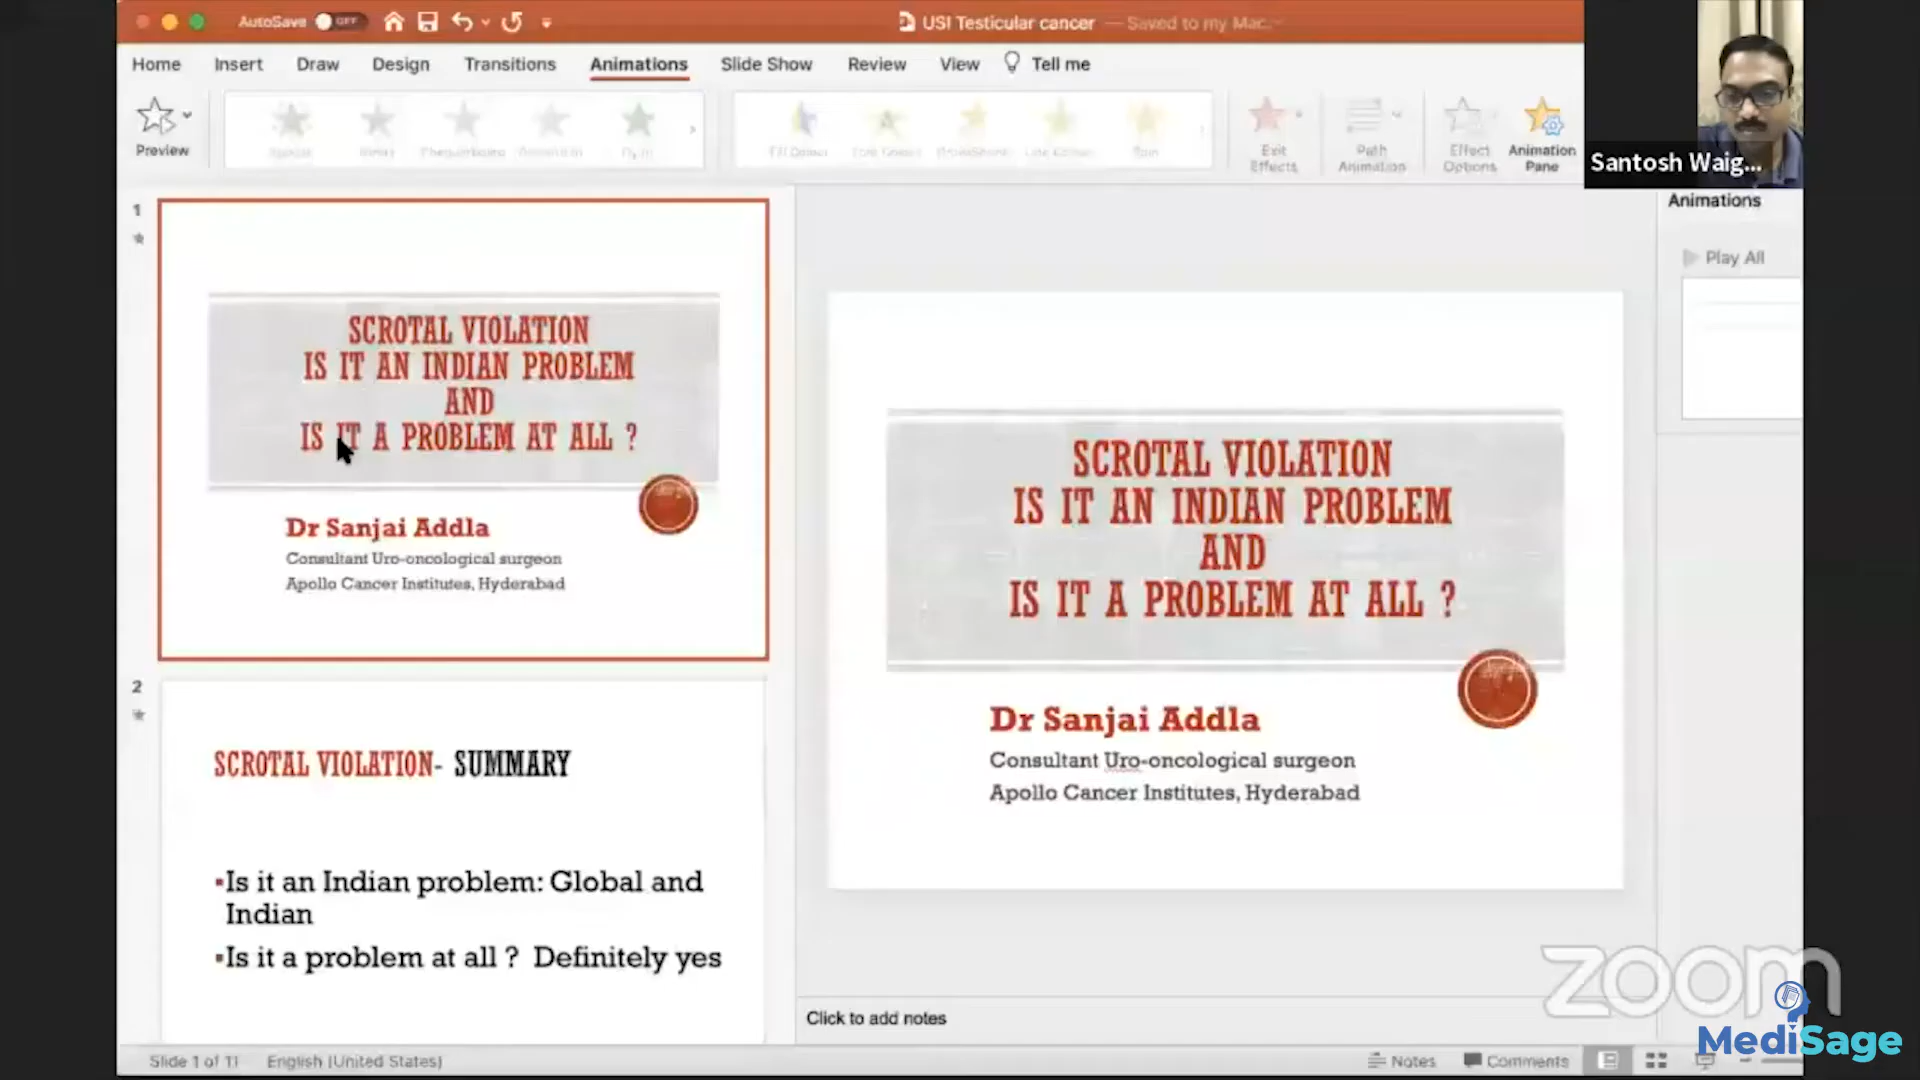 AutoSave OFF
USI Testicular cancer — Saved to my Mac
Home Insert Draw Design Transitions Animations Slide Show Review View Tell me
Preview
Fly In
Spin
Exit Effects
Path Animation
Effect Options
Animation Pane
Santosh Waig...
1
SCROTAL VIOLATION
IS IT AN INDIAN PROBLEM
AND
IS IT A PROBLEM AT ALL ?
Dr Sanjai Addla
Consultant Uro-oncological surgeon
Apollo Cancer Institutes, Hyderabad
2
SCROTAL VIOLATION- SUMMARY
▪Is it an Indian problem: Global and
Indian
▪Is it a problem at all ? Definitely yes
SCROTAL VIOLATION
IS IT AN INDIAN PROBLEM
AND
IS IT A PROBLEM AT ALL ?
Dr Sanjai Addla
Consultant Uro-oncological surgeon
Apollo Cancer Institutes, Hyderabad
Animations
Play All
Click to add notes
Slide 1 of 11 English (United States)
Notes Comments
zoom
MediSage